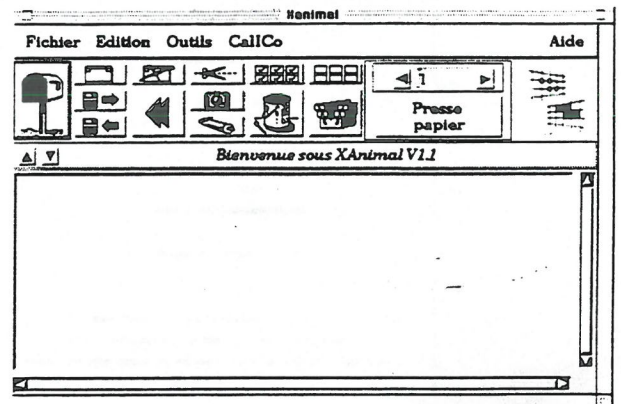 Xanimal
Fichier Edition Outils CallCo Aide
1
Presse
papier
Bienvenue sous XAnimal V1.1